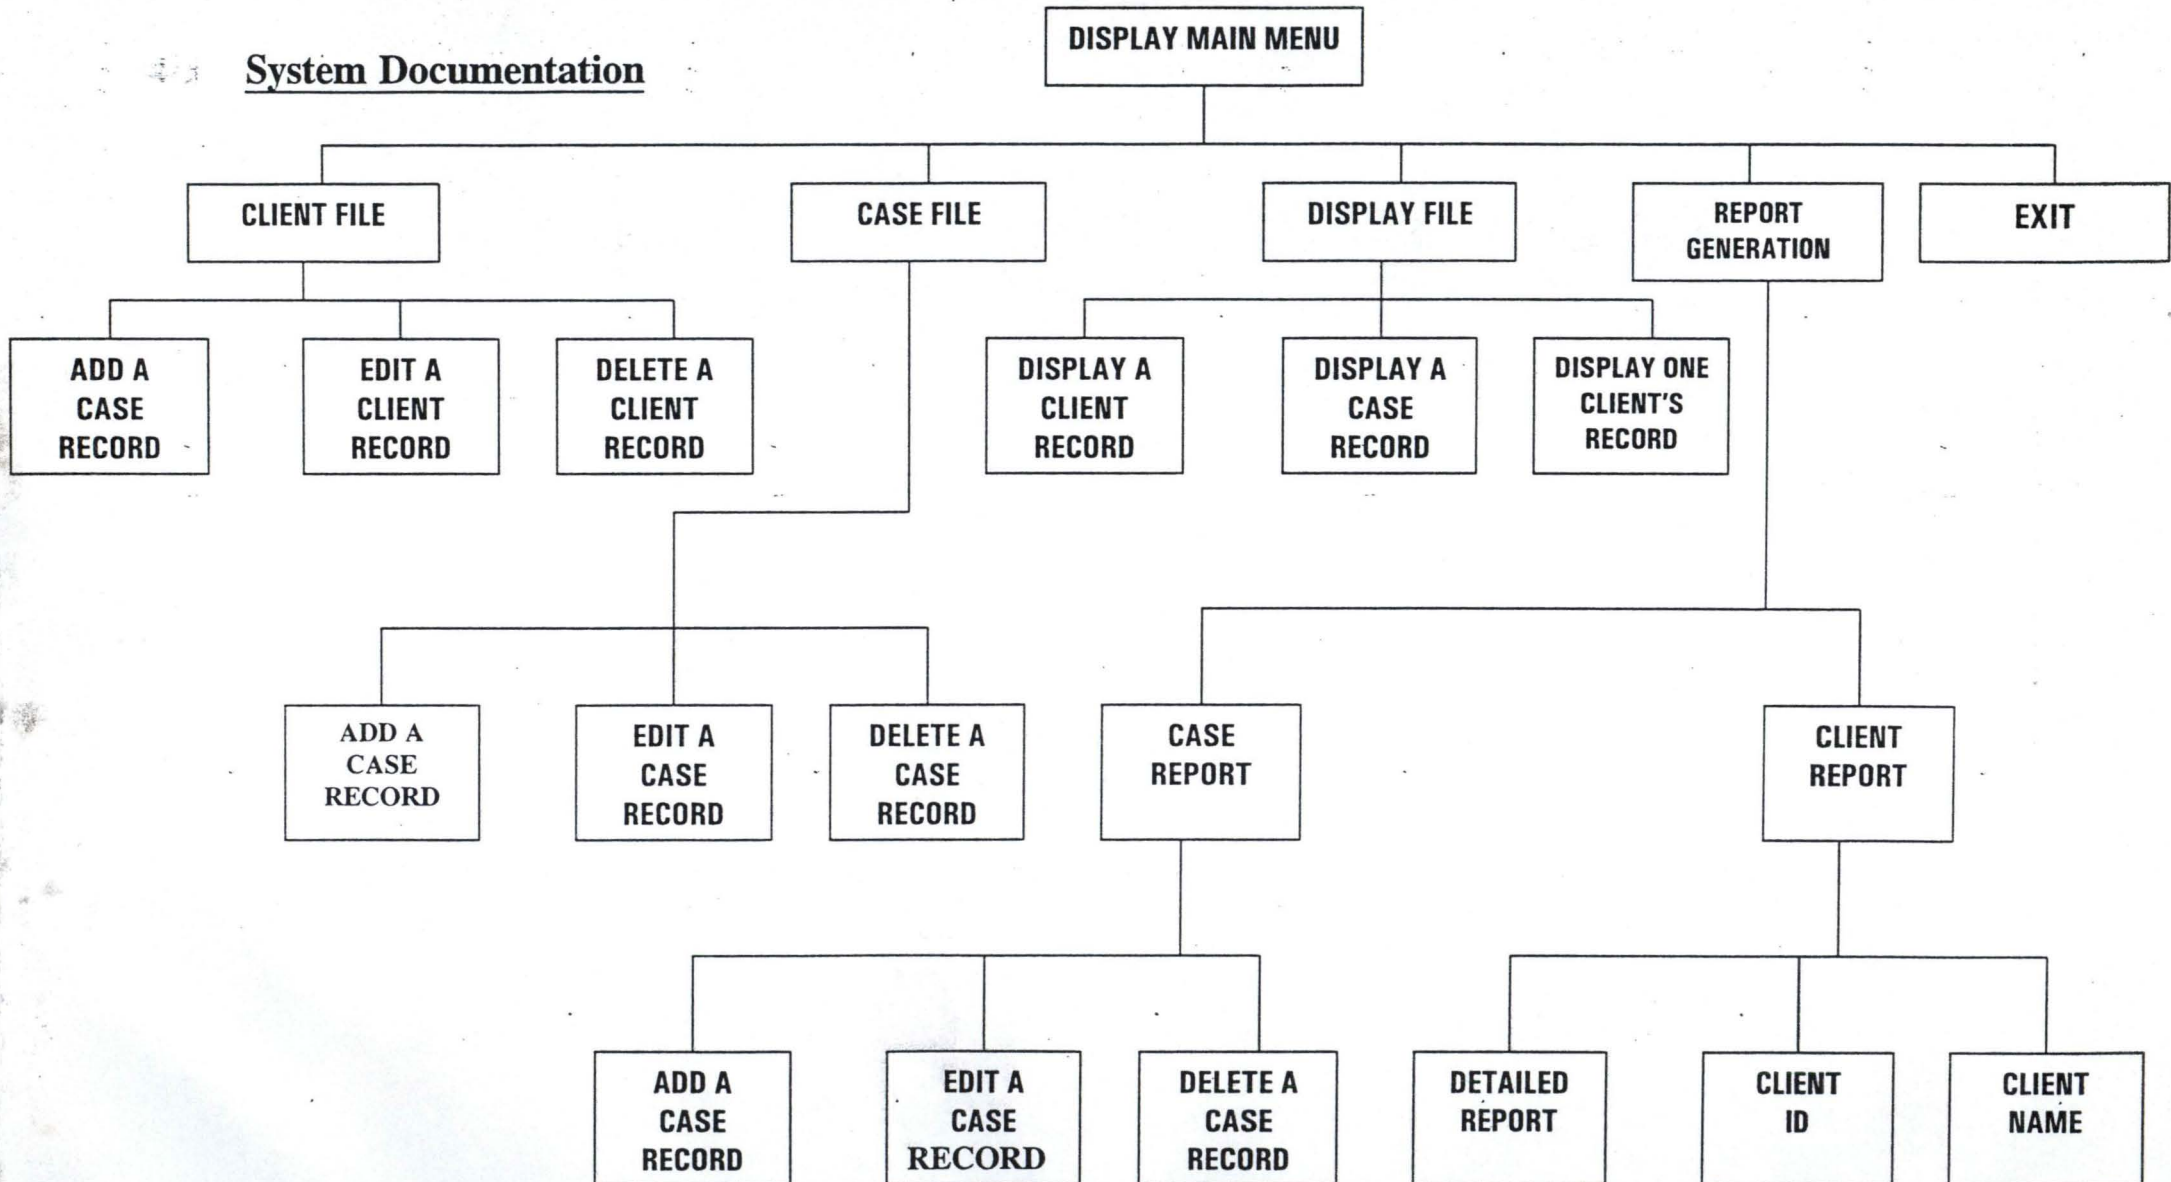 DISPLAY MAIN MENU
System Documentation
CLIENT FILE
CASE FILE
DISPLAY FILE
REPORT
GENERATION
EXIT
ADD A
CASE
RECORD
EDIT A
CLIENT
RECORD
DELETE A
CLIENT
RECORD
DISPLAY A
CLIENT
RECORD
DISPLAY A
CASE
RECORD
DISPLAY ONE
CLIENT'S
RECORD
ADD A
CASE
RECORD
EDIT A
CASE
RECORD
DELETE A
CASE
RECORD
CASE
REPORT
CLIENT
REPORT
ADD A
CASE
RECORD
EDIT A
CASE
RECORD
DELETE A
CASE
RECORD
DETAILED
REPORT
CLIENT
ID
CLIENT
NAME